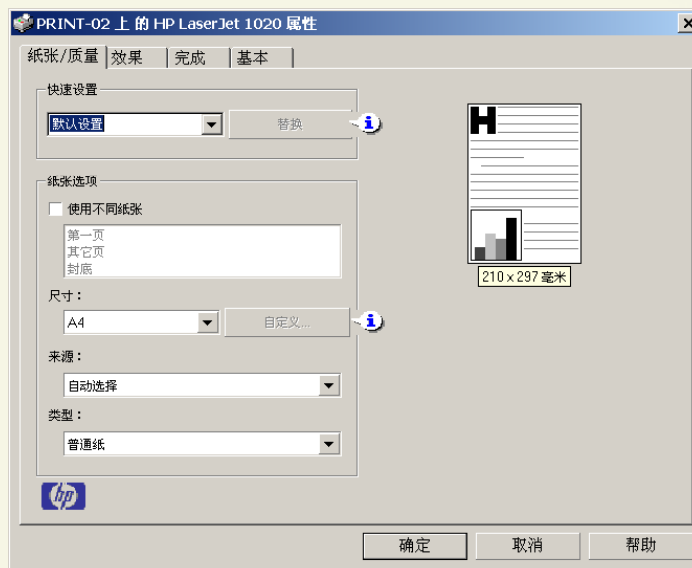 PRINT-02 上 的 HP LaserJet 1020 属性
纸张/质量 效果 完成 基本
快速设置
默认设置 替换
纸张选项
使用不同纸张
第一页
其它页
封底
尺寸：
A4 自定义...
来源：
自动选择
类型：
普通纸
H
210 x 297 毫米
hp
确定 取消 帮助